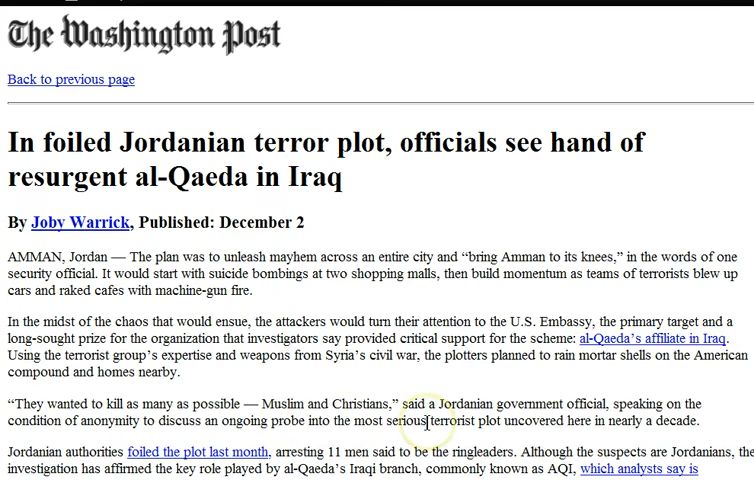 The Washington Post
Back to previous page
In foiled Jordanian terror plot, officials see hand of
resurgent al-Qaeda in Iraq
By Joby Warrick, Published: December 2
AMMAN, Jordan — The plan was to unleash mayhem across an entire city and “bring Amman to its knees,” in the words of one
security official. It would start with suicide bombings at two shopping malls, then build momentum as teams of terrorists blew up
cars and raked cafes with machine-gun fire.
In the midst of the chaos that would ensue, the attackers would turn their attention to the U.S. Embassy, the primary target and a
long-sought prize for the organization that investigators say provided critical support for the scheme: al-Qaeda’s affiliate in Iraq.
Using the terrorist group’s expertise and weapons from Syria’s civil war, the plotters planned to rain mortar shells on the American
compound and homes nearby.
“They wanted to kill as many as possible — Muslim and Christians,” said a Jordanian government official, speaking on the
condition of anonymity to discuss an ongoing probe into the most serious terrorist plot uncovered here in nearly a decade.
Jordanian authorities foiled the plot last month, arresting 11 men said to be the ringleaders. Although the suspects are Jordanians, the
investigation has affirmed the key role played by al-Qaeda’s Iraqi branch, commonly known as AQI, which analysts say is